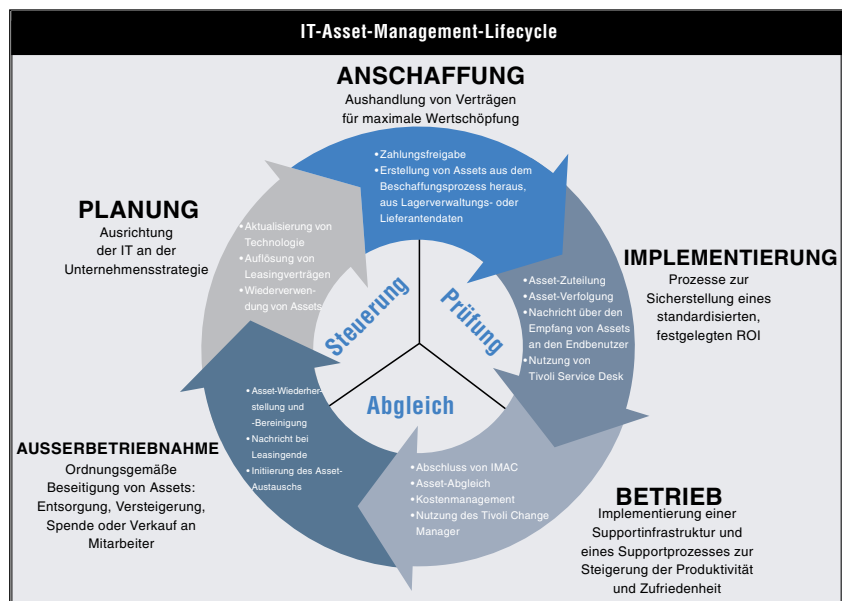 IT-Asset-Management-Lifecycle
ANSCHAFFUNG
Aushandlung von Verträgen
für maximale Wertschöpfung
• Zahlungsfreigabe
• Erstellung von Assets aus dem
Beschaffungsprozess heraus,
aus Lagerverwaltungs- oder
Lieferantendaten
PLANUNG
Ausrichtung
der IT an der
Unternehmensstrategie
• Aktualisierung von
Technologie
• Auflösung von
Leasingverträgen
• Wiederverwen-
dung von Assets
IMPLEMENTIERUNG
Prozesse zur
Sicherstellung eines
standardisierten,
festgelegten ROI
• Asset-Zuteilung
• Asset-Verfolgung
• Nachricht über den
Empfang von Assets
an den Endbenutzer
• Nutzung von
Tivoli Service Desk
Steuerung
Prüfung
Abgleich
AUSSERBETRIEBNAHME
Ordnungsgemäße
Beseitigung von Assets:
Entsorgung, Versteigerung,
Spende oder Verkauf an
Mitarbeiter
• Asset-Wiederher-
stellung und
-Bereinigung
• Nachricht bei
Leasingende
• Initiierung des Asset-
Austauschs
• Abschluss von IMAC
• Asset-Abgleich
• Kostenmanagement
• Nutzung des Tivoli Change
Manager
BETRIEB
Implementierung einer
Supportinfrastruktur und
eines Supportprozesses zur
Steigerung der Produktivität
und Zufriedenheit